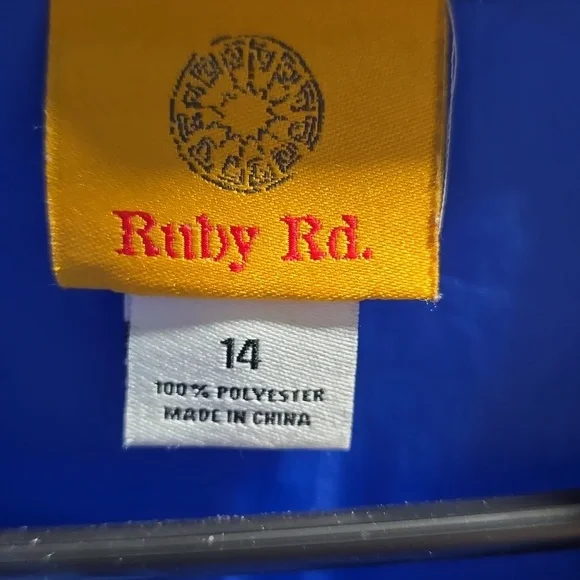 Ruby Rd.
14
100% POLYESTER
MADE IN CHINA